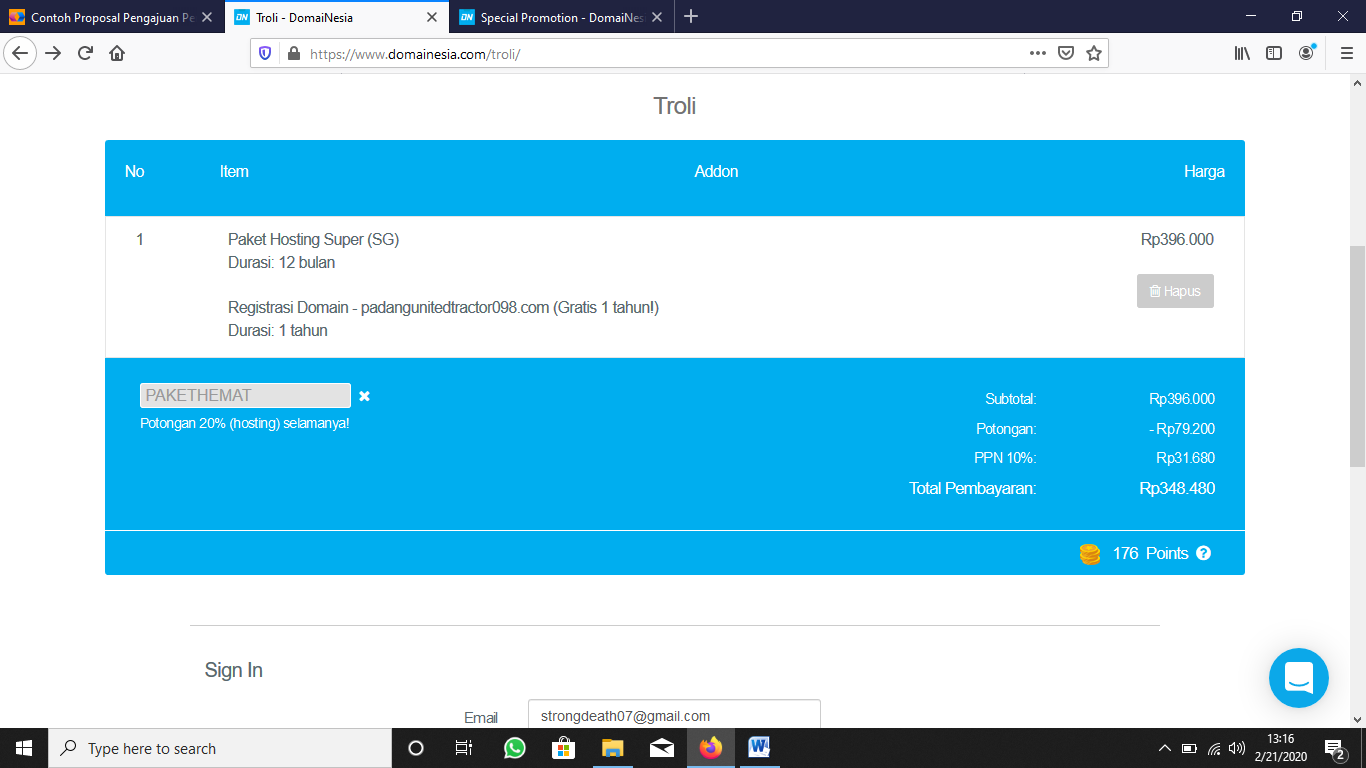 Contoh Proposal Pengajuan Pe
Troli - DomaiNesia
Special Promotion - DomaiNes
https://www.domainesia.com/troli/
Troli
No Item Addon Harga
1 Paket Hosting Super (SG) Rp396.000
Durasi: 12 bulan
Hapus
Registrasi Domain - padangunitedtractor098.com (Gratis 1 tahun!)
Durasi: 1 tahun
PAKETHEMAT
Potongan 20% (hosting) selamanya!
Subtotal: Rp396.000
Potongan: - Rp79.200
PPN 10%: Rp31.680
Total Pembayaran: Rp348.480
176 Points ?
Sign In
Email strongdeath07@gmail.com
Type here to search
13:16
2/21/2020
2